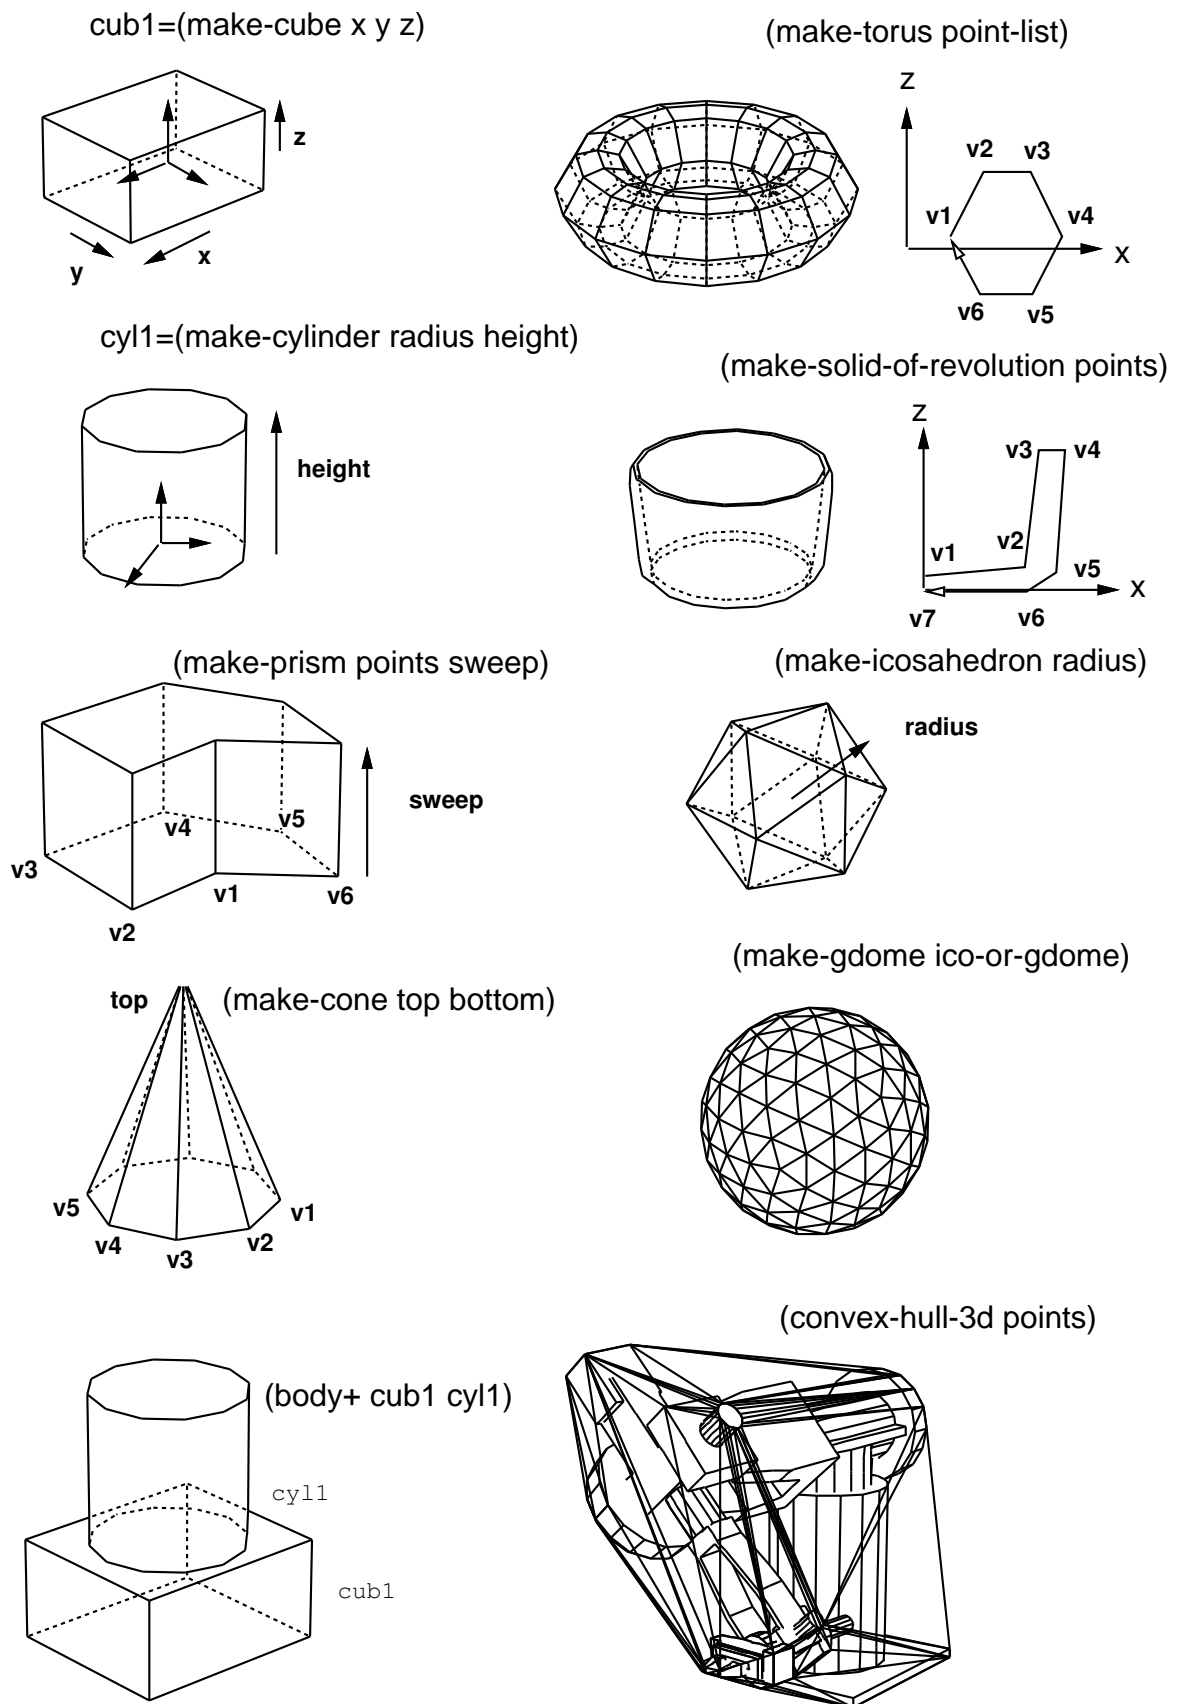 cub1=(make-cube x y z)
(make-torus point-list)
z
y
x
Z
v2 v3
v1 v4
X
v6 v5
cyl1=(make-cylinder radius height)
height
(make-solid-of-revolution points)
Z
v3 v4
v2
v1
v5
X
v7 v6
(make-prism points sweep)
sweep
v5
v4
v3
v1
v6
v2
(make-icosahedron radius)
radius
top (make-cone top bottom)
v5
v1
v4 v2
v3
(make-gdome ico-or-gdome)
(body+ cub1 cyl1)
cyl1
cub1
(convex-hull-3d points)